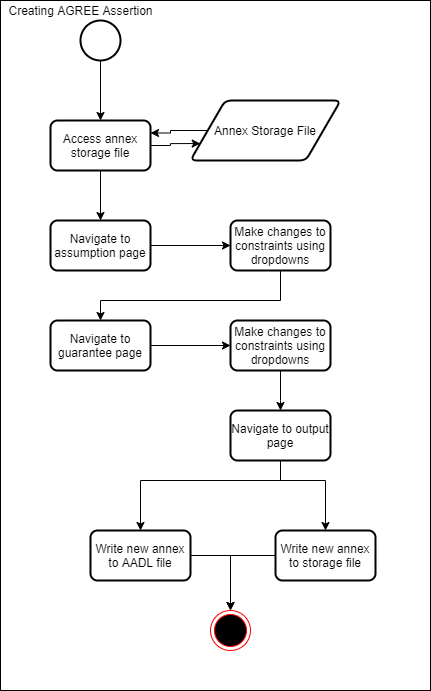 Creating AGREE Assertion
Access annex
storage file
Annex Storage File
Navigate to
assumption page
Make changes to
constraints using
dropdowns
Navigate to
guarantee page
Make changes to
constraints using
dropdowns
Navigate to output
page
Write new annex
to AADL file
Write new annex
to storage file